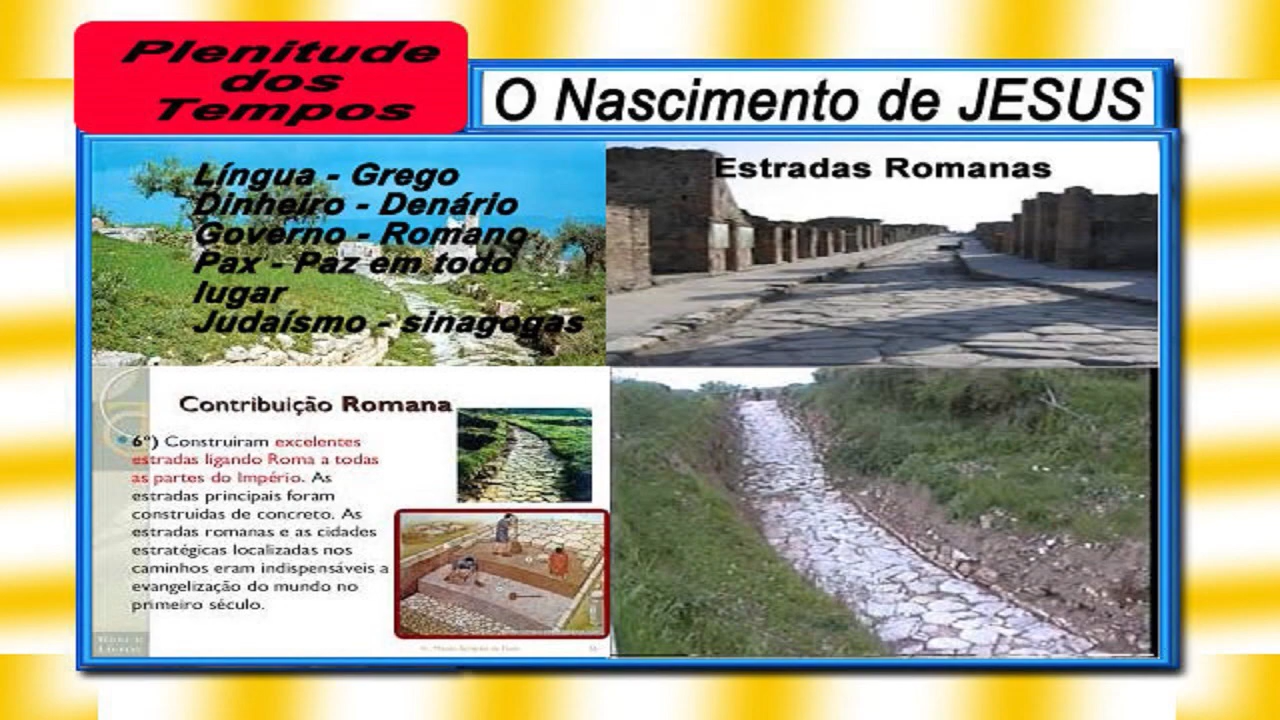 Plenitude
dos
Tempos
O Nascimento de JESUS
Língua - Grego
Dinheiro - Denário
Governo - Romano
Pax - Paz em todo
lugar
Judaísmo - sinagogas
Estradas Romanas
Contribuição Romana
6º) Construíram excelentes
estradas ligando Roma a todas
as partes do Império. As
estradas principais foram
construidas de concreto. As
estradas romanas e as cidades
estratégicas localizadas nos
caminhos eram indispensáveis a
evangelização do mundo no
primeiro século.